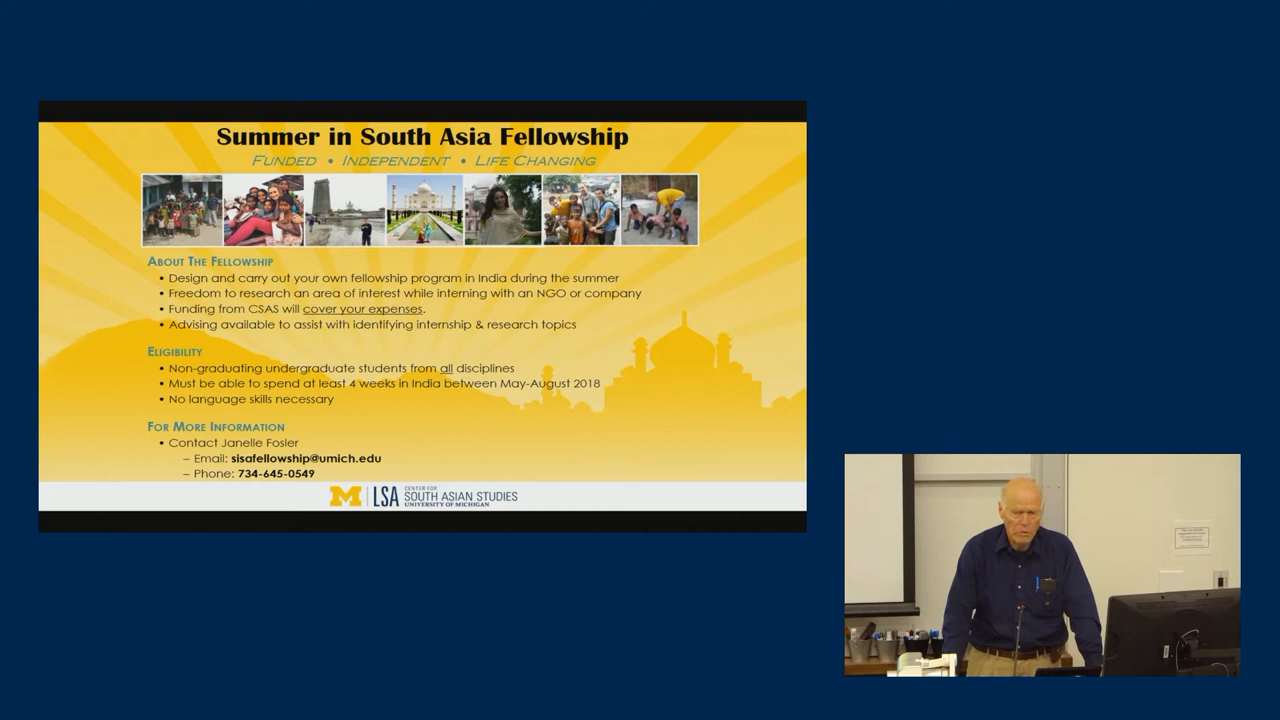 Summer in South Asia Fellowship
FUNDED • INDEPENDENT • LIFE CHANGING
ABOUT THE FELLOWSHIP
• Design and carry out your own fellowship program in India during the summer
• Freedom to research an area of interest while interning with an NGO or company
• Funding from CSAS will cover your expenses.
• Advising available to assist with identifying internship & research topics
ELIGIBILITY
• Non-graduating undergraduate students from all disciplines
• Must be able to spend at least 4 weeks in India between May-August 2018
• No language skills necessary
FOR MORE INFORMATION
• Contact Janelle Fosler
– Email: sisafellowship@umich.edu
– Phone: 734-645-0549
M LSA CENTER FOR
SOUTH ASIAN STUDIES
UNIVERSITY OF MICHIGAN